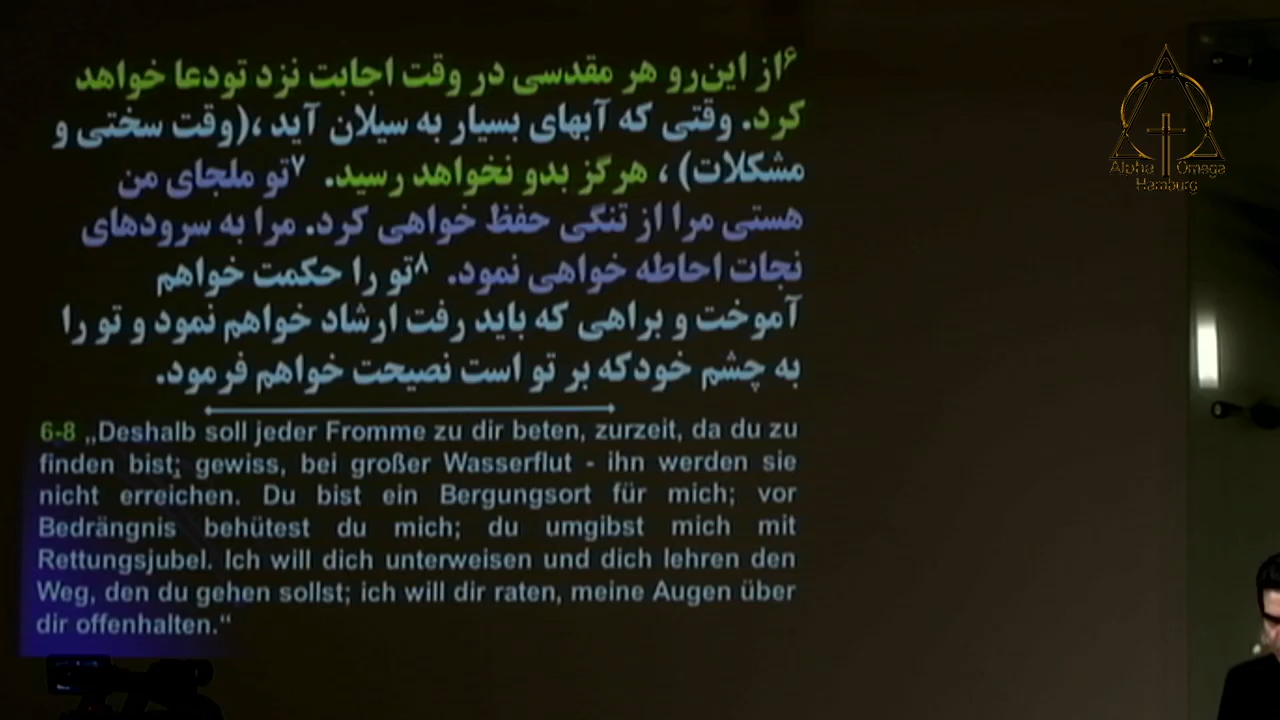 ۶از این‌رو هر مقدسی در وقت اجابت نزد تودعا خواهد
کرد. وقتی که آبهای بسیار به سیلان آید ،(وقت سختی و
مشکلات) ، هرگز بدو نخواهد رسید. ۷تو ملجای من
هستی مرا از تنگی حفظ خواهی کرد. مرا به سرودهای
نجات احاطه خواهی نمود. ۸تو را حکمت خواهم
آموخت و براهی که باید رفت ارشاد خواهم نمود و تو را
به چشم خودکه بر تو است نصیحت خواهم فرمود.
6-8 „Deshalb soll jeder Fromme zu dir beten, zurzeit, da du zu
finden bist; gewiss, bei großer Wasserflut - ihn werden sie
nicht erreichen. Du bist ein Bergungsort für mich; vor
Bedrängnis behütest du mich; du umgibst mich mit
Rettungsjubel. Ich will dich unterweisen und dich lehren den
Weg, den du gehen sollst; ich will dir raten, meine Augen über
dir offenhalten.“
Alpha Omega
Hamburg